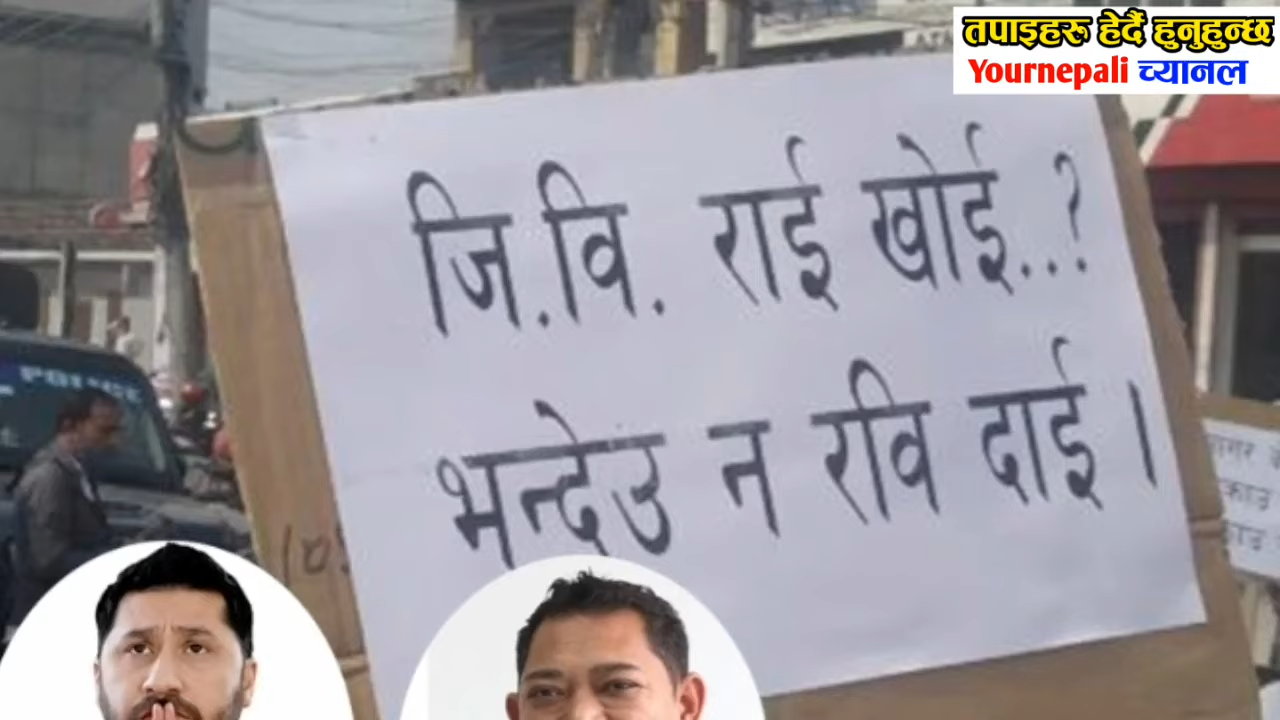 तपाइहरू हेर्दै हुनुहुन्छ
Yournepali च्यानल
जि.वि. राई खोई..?
भन्देउ न रवि दाई ।
POLICE